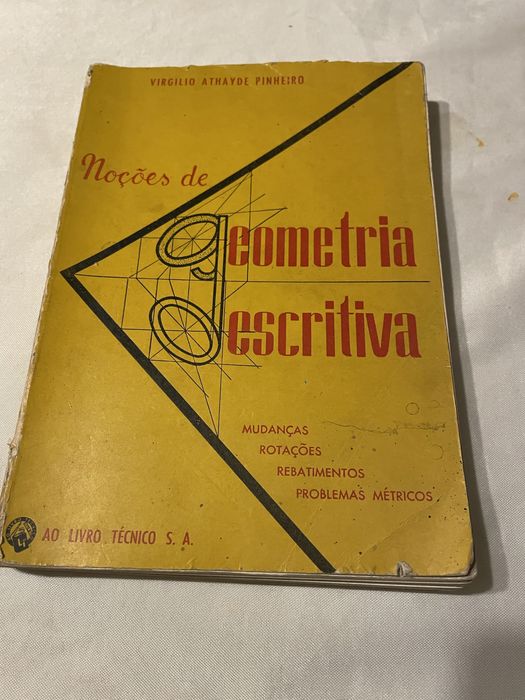 VIRGILIO ATHAYDE PINHEIRO
Noções de
geometria
descritiva
MUDANÇAS
ROTAÇÕES
REBATIMENTOS
PROBLEMAS MÉTRICOS
AO LIVRO TÉCNICO S. A.